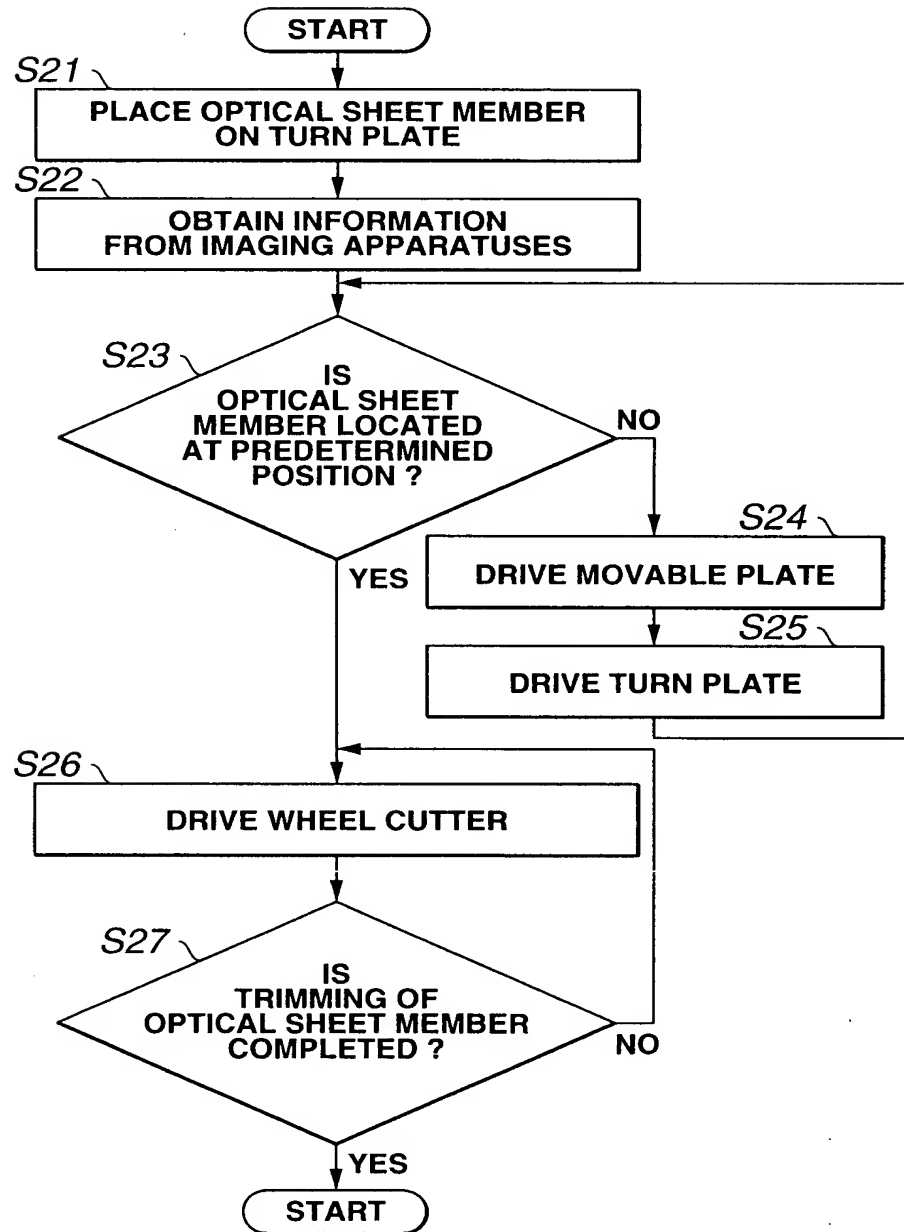 START
S21
PLACE OPTICAL SHEET MEMBER
ON TURN PLATE
S22
OBTAIN INFORMATION
FROM IMAGING APPARATUSES
S23
IS
OPTICAL SHEET
MEMBER LOCATED
AT PREDETERMINED
POSITION ?
NO
YES
S24
DRIVE MOVABLE PLATE
S25
DRIVE TURN PLATE
S26
DRIVE WHEEL CUTTER
S27
IS
TRIMMING OF
OPTICAL SHEET MEMBER
COMPLETED ?
NO
YES
START